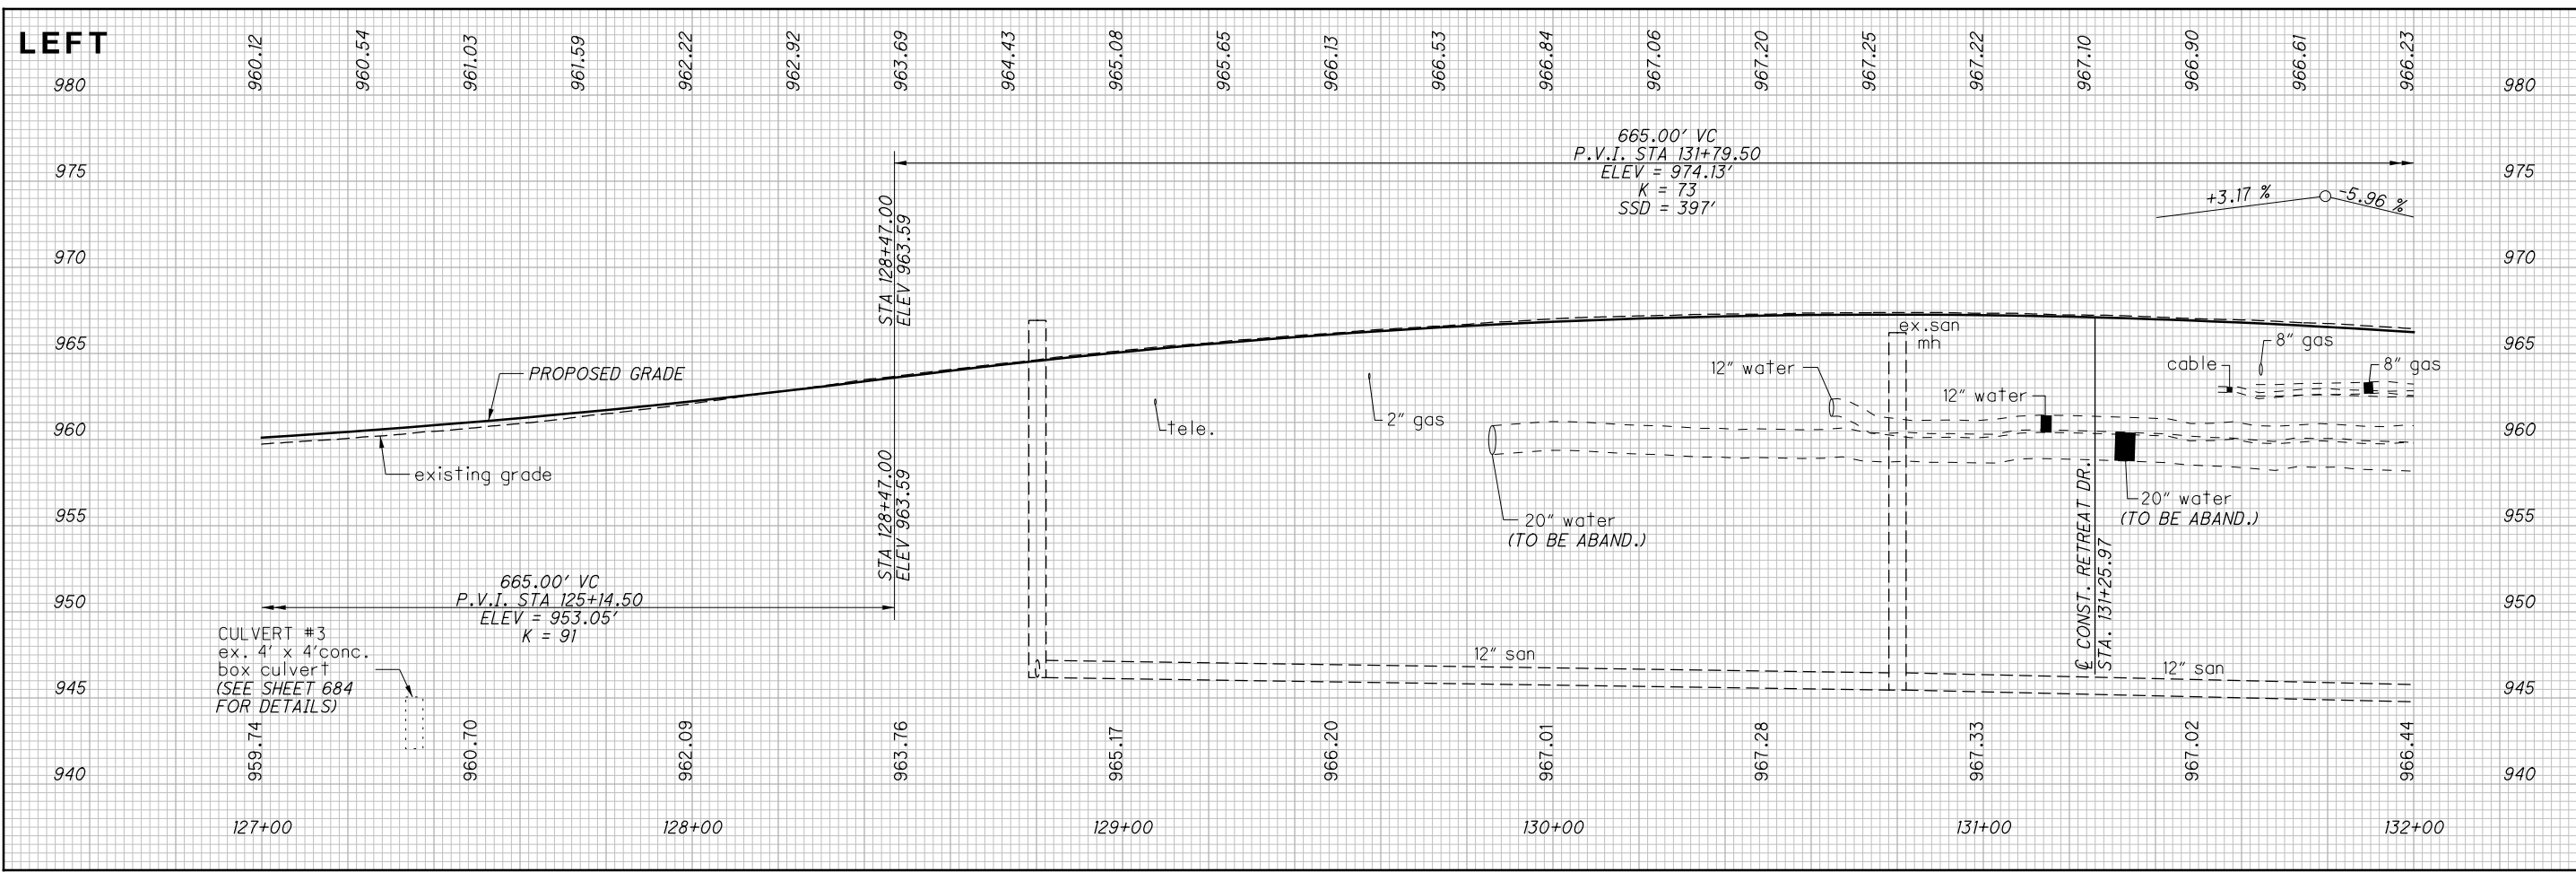 LEFT
960.12 960.54 961.03 961.59 962.22 962.92 963.69 964.43 965.08 965.65 966.13 966.53 966.84 967.06 967.20 967.25 967.22 967.10 966.90 966.61 966.23
980 980
665.00' VC
P.V.I. STA 131+79.50
ELEV = 974.13'
K = 73
SSD = 397'
975 975
+3.17 % -5.96 %
STA 128+47.00
ELEV 963.59
970 970
965 965
ex.san
mh
8" gas
cable
8" gas
12" water
12" water
PROPOSED GRADE
2" gas
tele.
960 960
existing grade
STA 128+47.00
ELEV 963.59
20" water
(TO BE ABAND.)
20" water
(TO BE ABAND.)
955 955
℄ CONST. RETREAT DR.
STA. 131+25.97
665.00' VC
P.V.I. STA 125+14.50
ELEV = 953.05'
K = 91
950 950
CULVERT #3
ex. 4' x 4'conc.
box culvert
(SEE SHEET 684
FOR DETAILS)
12" san
12" san
945 945
959.74 960.70 962.09 963.76 965.17 966.20 967.01 967.28 967.33 967.02 966.44
940 940
127+00 128+00 129+00 130+00 131+00 132+00